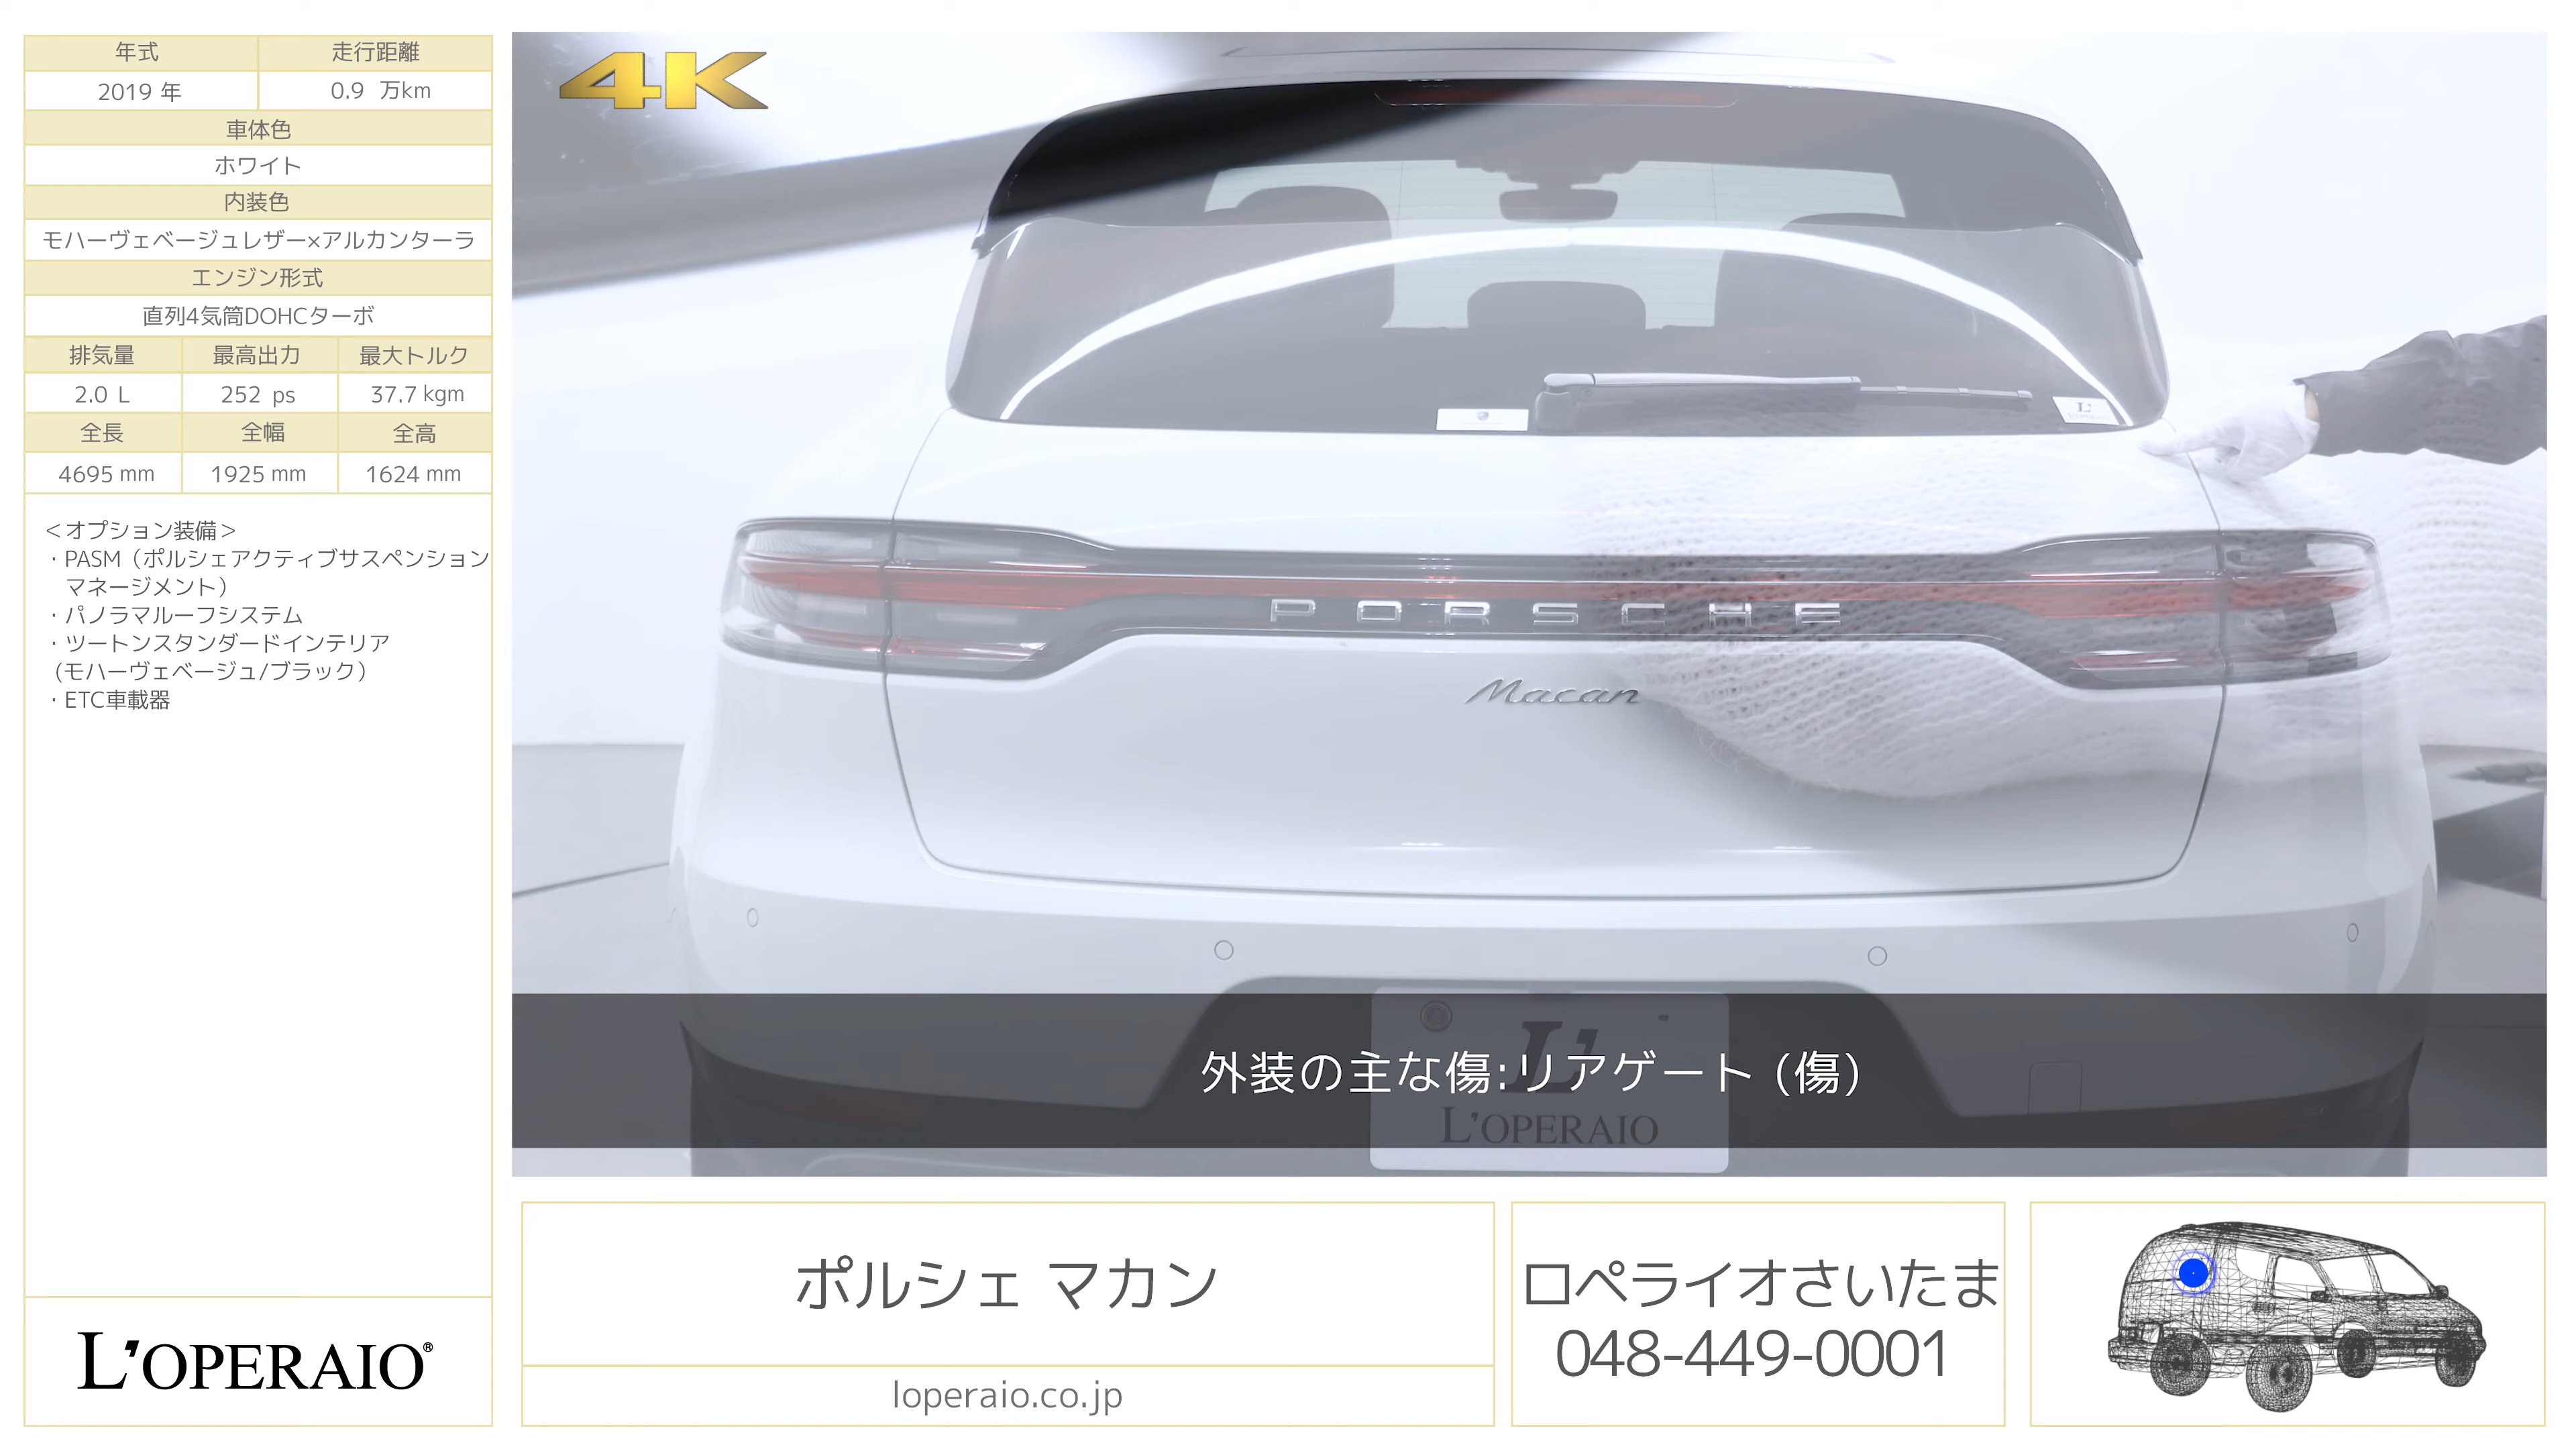 年式 走行距離
2019 年 0.9 万km
車体色
ホワイト
内装色
モハーヴェベージュレザー×アルカンターラ
エンジン形式
直列4気筒DOHCターボ
排気量 最高出力 最大トルク
2.0 L 252 ps 37.7 kgm
全長 全幅 全高
4695 mm 1925 mm 1624 mm
＜オプション装備＞
・PASM（ポルシェアクティブサスペンション
マネージメント）
・パノラマルーフシステム
・ツートンスタンダードインテリア
(モハーヴェベージュ/ブラック）
・ETC車載器
L'OPERAIO®
4K
PORSCHE
Macan
L'
外装の主な傷:リアゲート (傷)
L'OPERAIO
ポルシェ マカン
loperaio.co.jp
ロペライオさいたま
048-449-0001